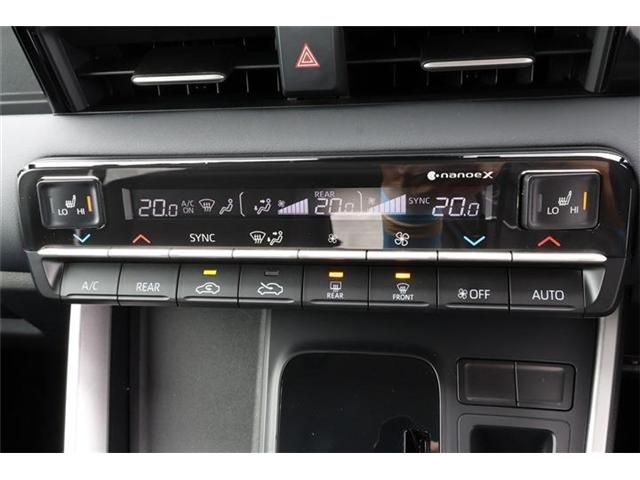 nanoeX
LO HI
20.0 A/C ON REAR 20.0 SYNC 20.0
LO HI
SYNC
A/C REAR REAR FRONT OFF AUTO